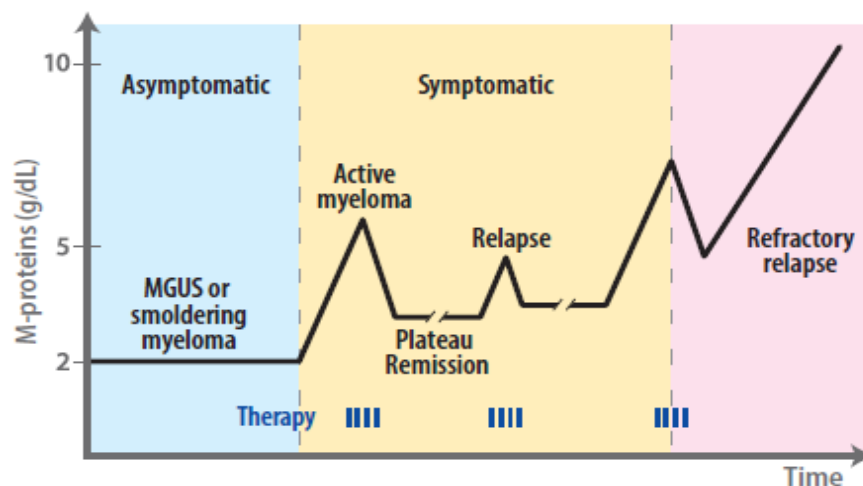 10
Asymptomatic
Symptomatic
Active
myeloma
M-proteins (g/dL)
5
Relapse
Refractory
relapse
MGUS or
smoldering
myeloma
Plateau
Remission
2
Therapy
Time